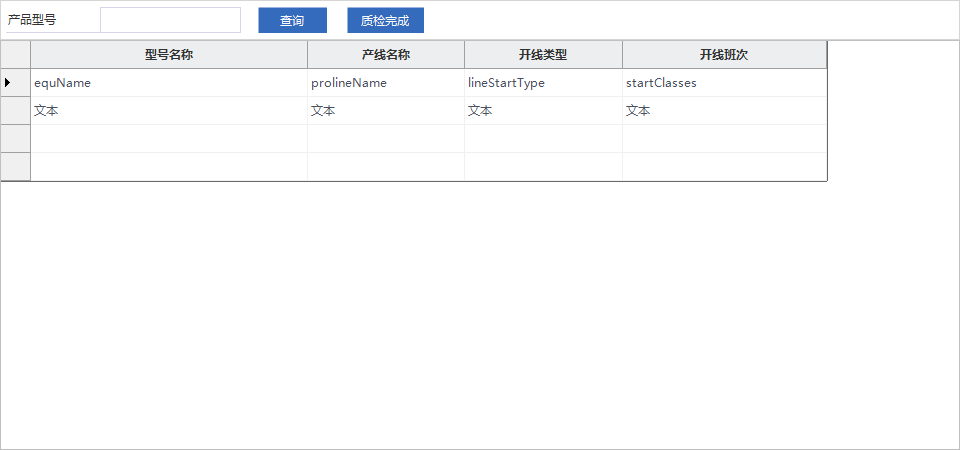 产品型号 查询 质检完成
型号名称 产线名称 开线类型 开线班次
equName prolineName lineStartType startClasses
文本 文本 文本 文本